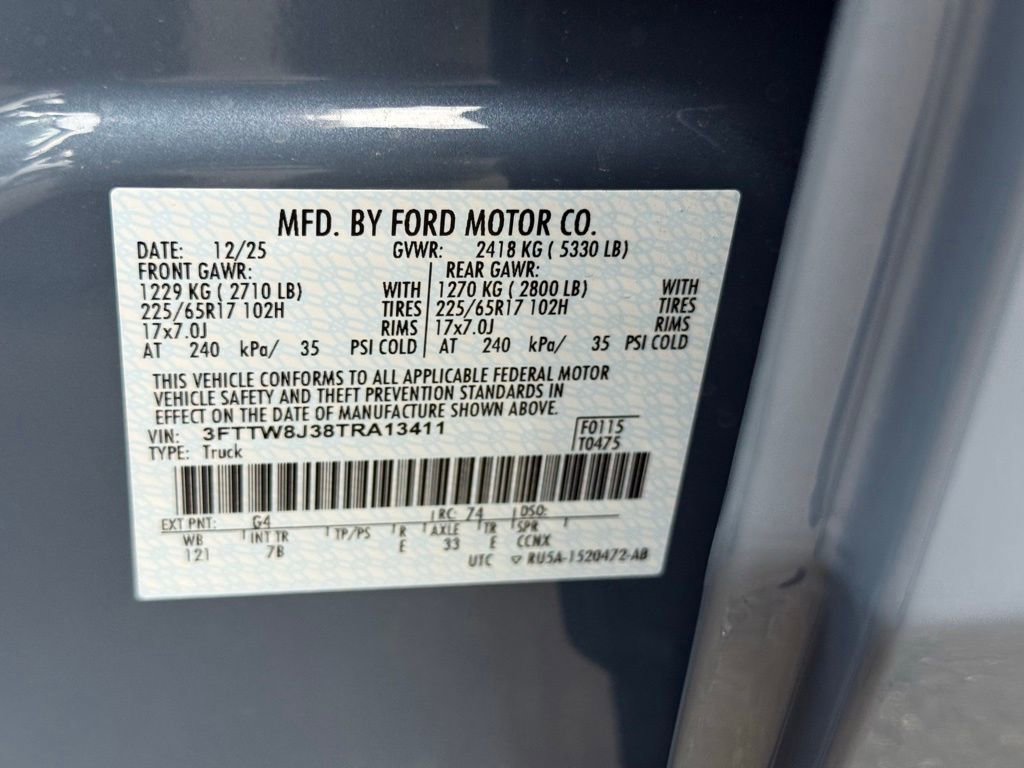 MFD. BY FORD MOTOR CO.
DATE: 12/25 GVWR: 2418 KG ( 5330 LB)
FRONT GAWR: REAR GAWR:
1229 KG ( 2710 LB) WITH 1270 KG ( 2800 LB) WITH
225/65R17 102H TIRES 225/65R17 102H TIRES
17x7.0J RIMS 17x7.0J RIMS
AT 240 kPa/ 35 PSI COLD AT 240 kPa/ 35 PSI COLD
THIS VEHICLE CONFORMS TO ALL APPLICABLE FEDERAL MOTOR
VEHICLE SAFETY AND THEFT PREVENTION STANDARDS IN
EFFECT ON THE DATE OF MANUFACTURE SHOWN ABOVE.
VIN: 3FTTW8J38TRA13411 F0115
TYPE: Truck T0475
EXT PNT: G4 RC: 74 DSO:
WB INT TR TP/PS R AXLE TR SPR
121 7B E 33 E CCNX
UTC ▽ RU5A-1520472-AB